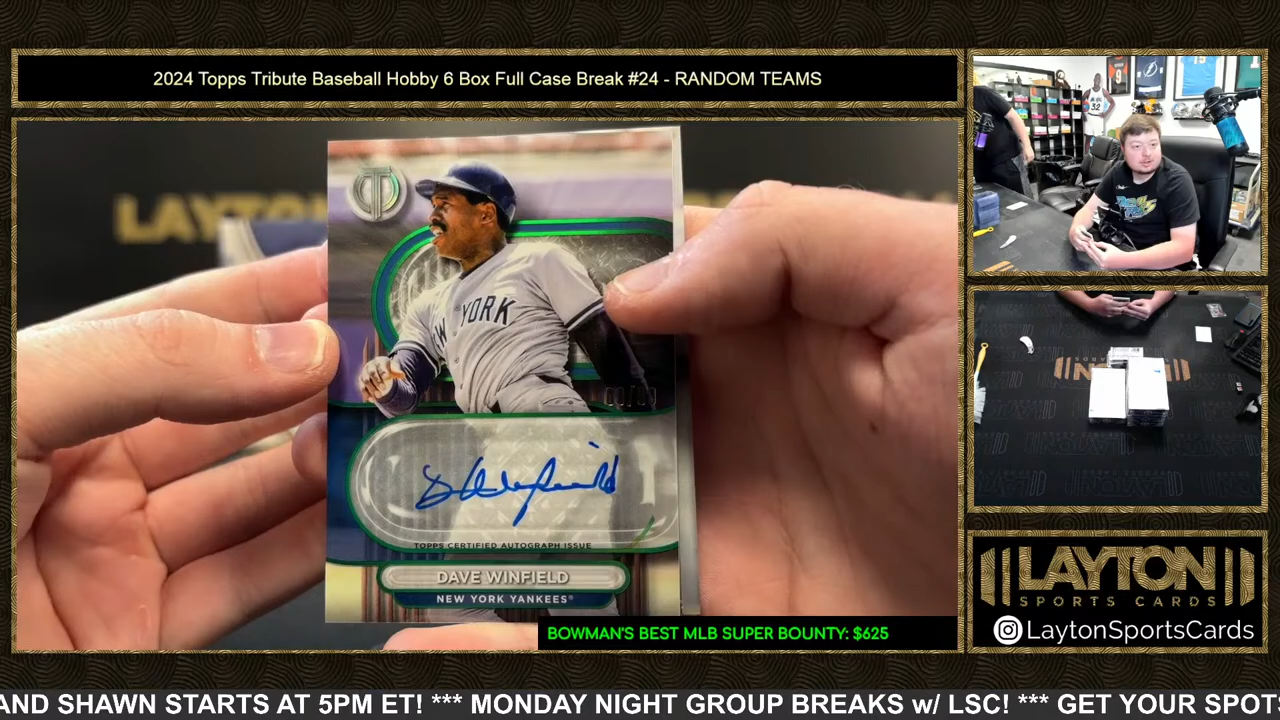 2024 Topps Tribute Baseball Hobby 6 Box Full Case Break #24 - RANDOM TEAMS
LAYTON
NEW YORK
TOPPS CERTIFIED AUTOGRAPH ISSUE
DAVE WINFIELD
NEW YORK YANKEES®
BOWMAN'S BEST MLB SUPER BOUNTY: $625
LAYTON
SPORTS CARDS
LaytonSportsCards
AND SHAWN STARTS AT 5PM ET! *** MONDAY NIGHT GROUP BREAKS w/ LSC! *** GET YOUR SPOTS